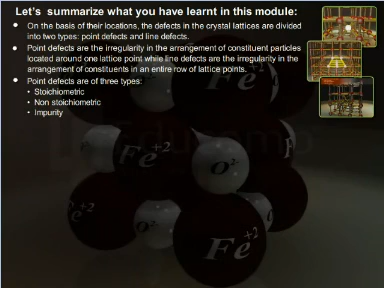 Let's summarize what you have learnt in this module:
• On the basis of their locations, the defects in the crystal lattices are divided
into two types: point defects and line defects.
• Point defects are the irregularity in the arrangement of constituent particles
located around one lattice point while line defects are the irregularity in the
arrangement of constituents in an entire row of lattice points.
• Point defects are of three types:
• Stoichiometric
• Non stoichiometric
• Impurity
Fe+2
Fe+2
O2-
Fe+2
O2-
Fe+2